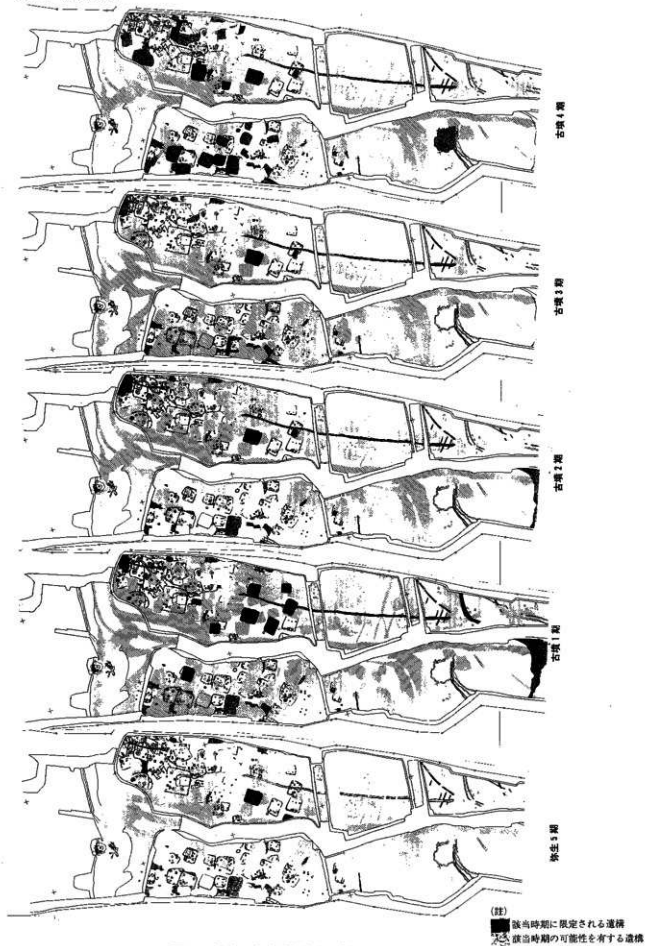 古墳4期
古墳3期
古墳2期
古墳1期
弥生5期
(註)
該当時期に限定される遺構
該当時期の可能性を有する遺構